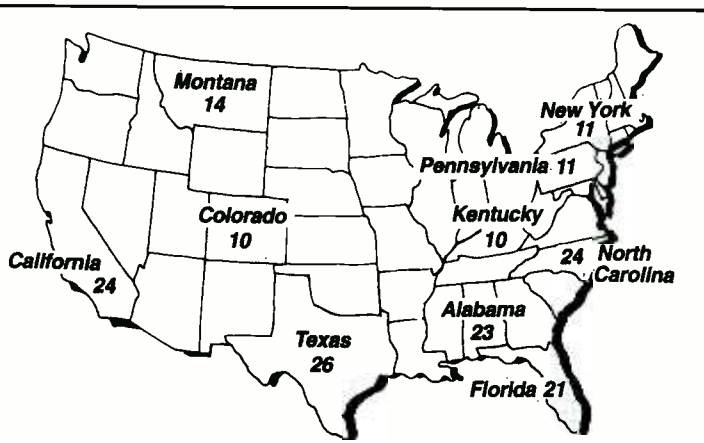 Montana
14
New York
11
Pennsylvania 11
Colorado
10
Kentucky
10
California
24
24 North
Carolina
Alabama
23
Texas
26
Florida 21